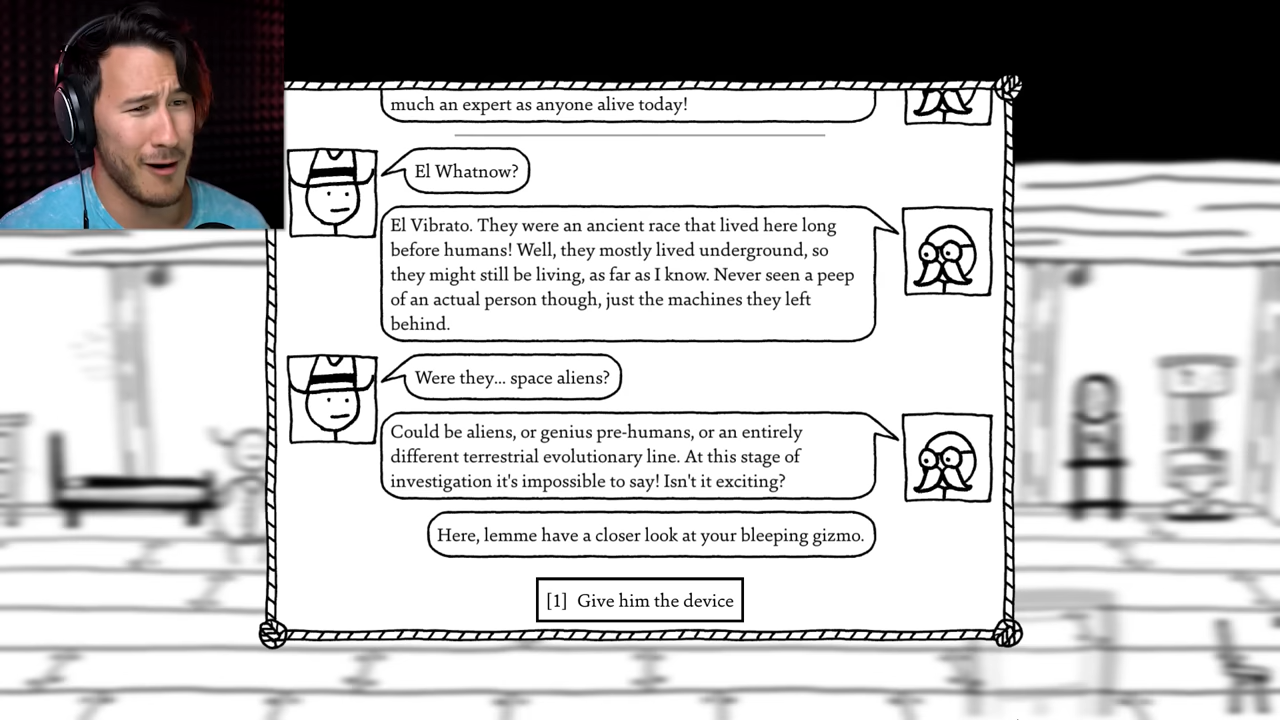 much an expert as anyone alive today!
El Whatnow?
El Vibrato. They were an ancient race that lived here long
before humans! Well, they mostly lived underground, so
they might still be living, as far as I know. Never seen a peep
of an actual person though, just the machines they left
behind.
Were they... space aliens?
Could be aliens, or genius pre-humans, or an entirely
different terrestrial evolutionary line. At this stage of
investigation it's impossible to say! Isn't it exciting?
Here, lemme have a closer look at your bleeping gizmo.
[1] Give him the device